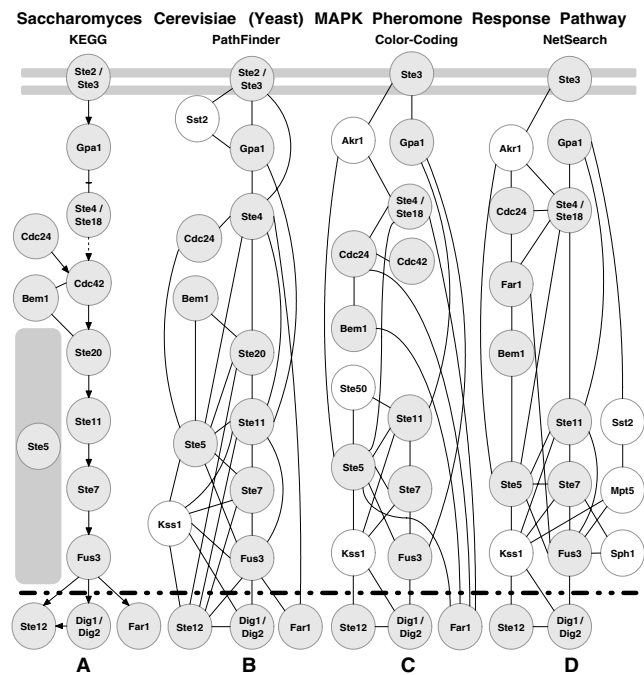 Saccharomyces Cerevisiae (Yeast) MAPK Pheromone Response Pathway
KEGG
PathFinder
Color-Coding
NetSearch
Ste2 /
Ste3
Gpa1
Ste4 /
Ste18
Cdc24
Cdc42
Bem1
Ste20
Ste11
Ste5
Ste7
Fus3
Ste12
Dig1 /
Dig2
Far1
A
Ste2 /
Ste3
Sst2
Gpa1
Ste4
Cdc24
Bem1
Ste20
Ste11
Ste5
Ste7
Kss1
Fus3
Ste12
Dig1/
Dig2
Far1
B
Ste3
Akr1
Gpa1
Ste4 /
Ste18
Cdc24
Cdc42
Bem1
Ste50
Ste11
Ste5
Ste7
Kss1
Fus3
Ste12
Dig1/
Dig2
Far1
C
Ste3
Akr1
Gpa1
Cdc24
Ste4 /
Ste18
Far1
Bem1
Ste11
Sst2
Ste5
Ste7
Mpt5
Kss1
Fus3
Sph1
Ste12
Dig1/
Dig2
D